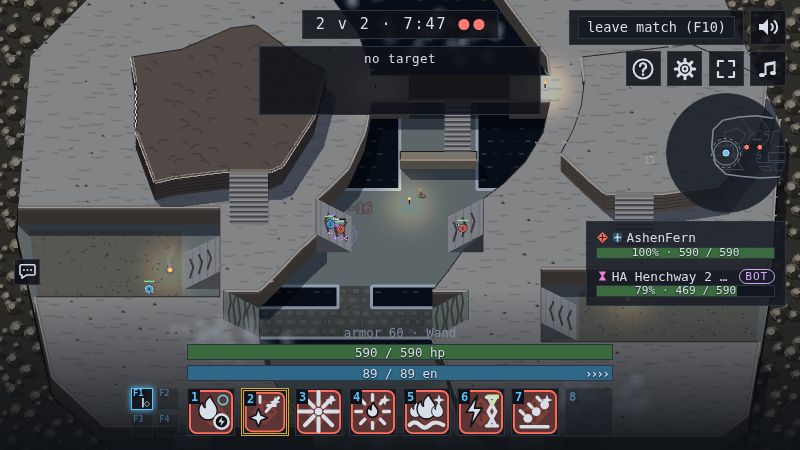 2 v 2 · 7:47
leave match (F10)
no target
-16
AshenFern
100% · 590 / 590
HA Henchway 2 … BOT
79% · 469 / 590
armor 60 · Wand
590 / 590 hp
89 / 89 en
F1 F2
F3 F4
1 2 3 4 5 6 7 8